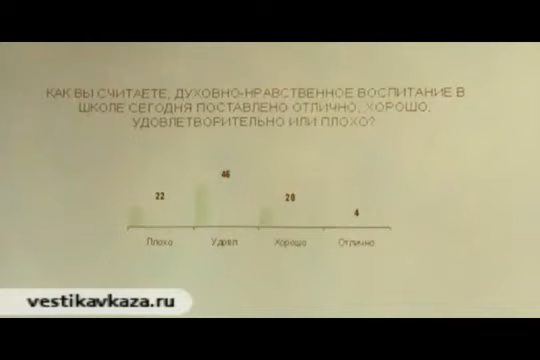 КАК ВЫ СЧИТАЕТЕ, ДУХОВНО-НРАВСТВЕННОЕ ВОСПИТАНИЕ В
ШКОЛЕ СЕГОДНЯ ПОСТАВЛЕНО ОТЛИЧНО, ХОРОШО,
УДОВЛЕТВОРИТЕЛЬНО ИЛИ ПЛОХО?
22 46 20 4
Плохо Удовл Хорошо Отлично
vestikavkaza.ru